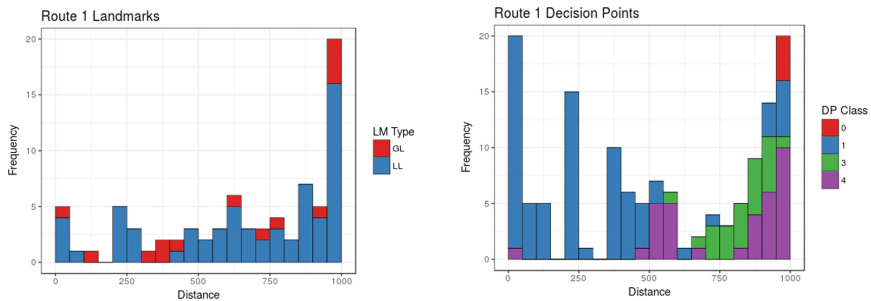 Route 1 Landmarks
20
15
10
5
0
Frequency
0 250 500 750 1000
Distance
LM Type
GL
LL
Route 1 Decision Points
20
15
10
5
0
Frequency
0 250 500 750 1000
Distance
DP Class
0
1
3
4